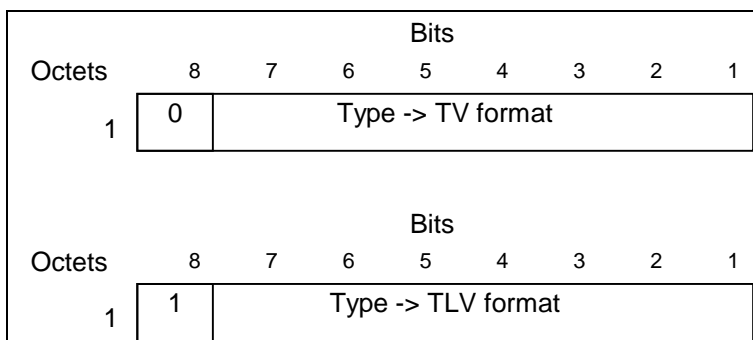 Bits
Octets 8 7 6 5 4 3 2 1
1 0 Type -> TV format
Bits
Octets 8 7 6 5 4 3 2 1
1 1 Type -> TLV format